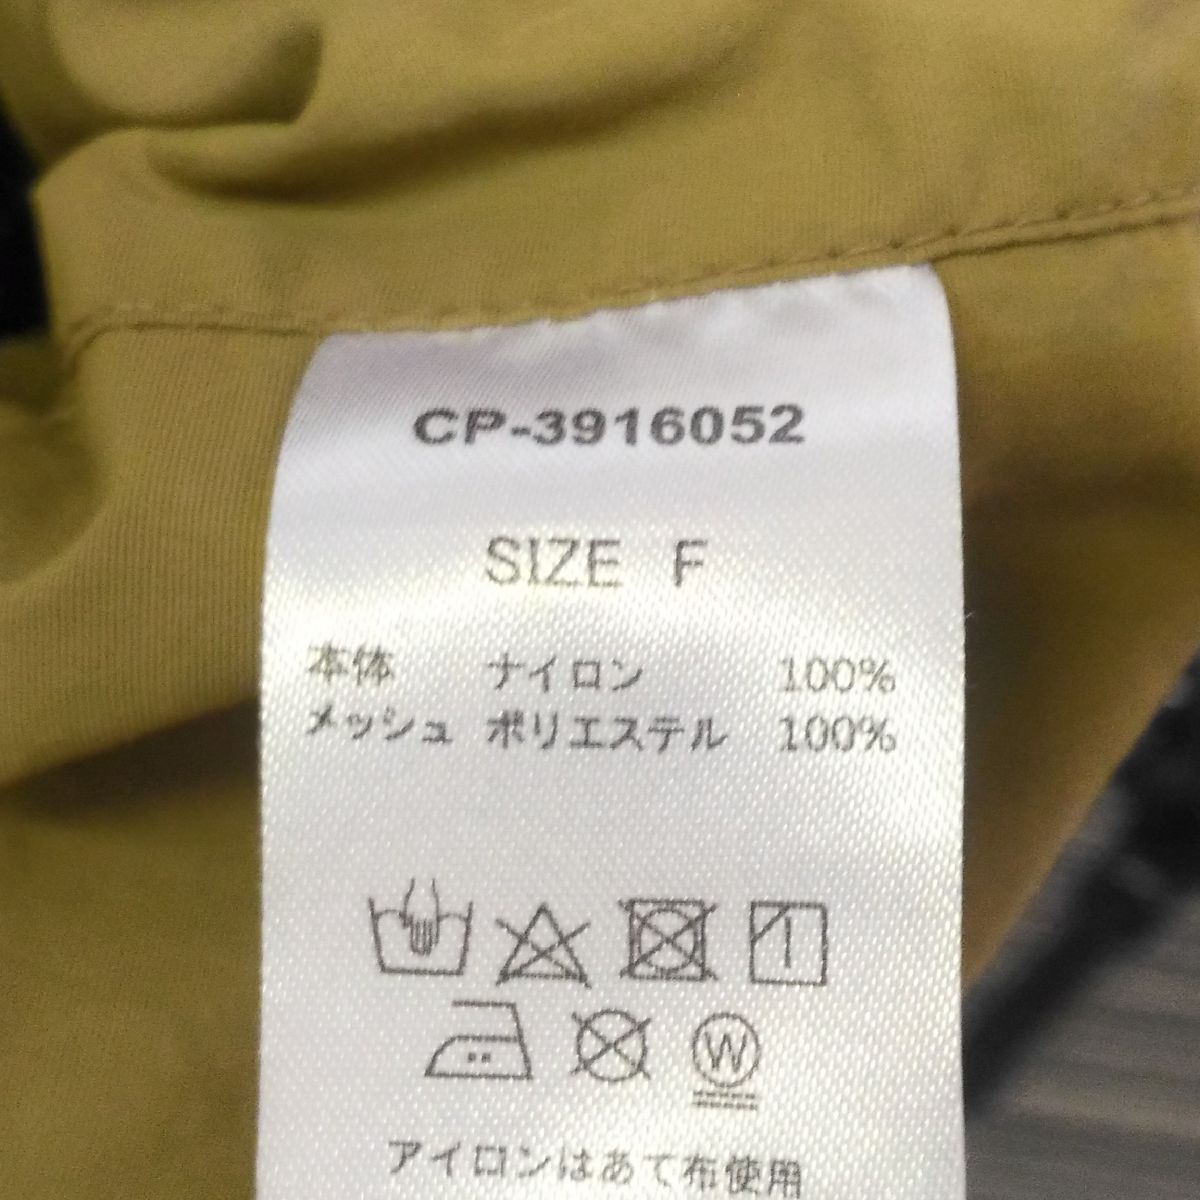 CP-3916052
SIZE F
本体 ナイロン 100%
メッシュ ポリエステル 100%
W
アイロンはあて布使用